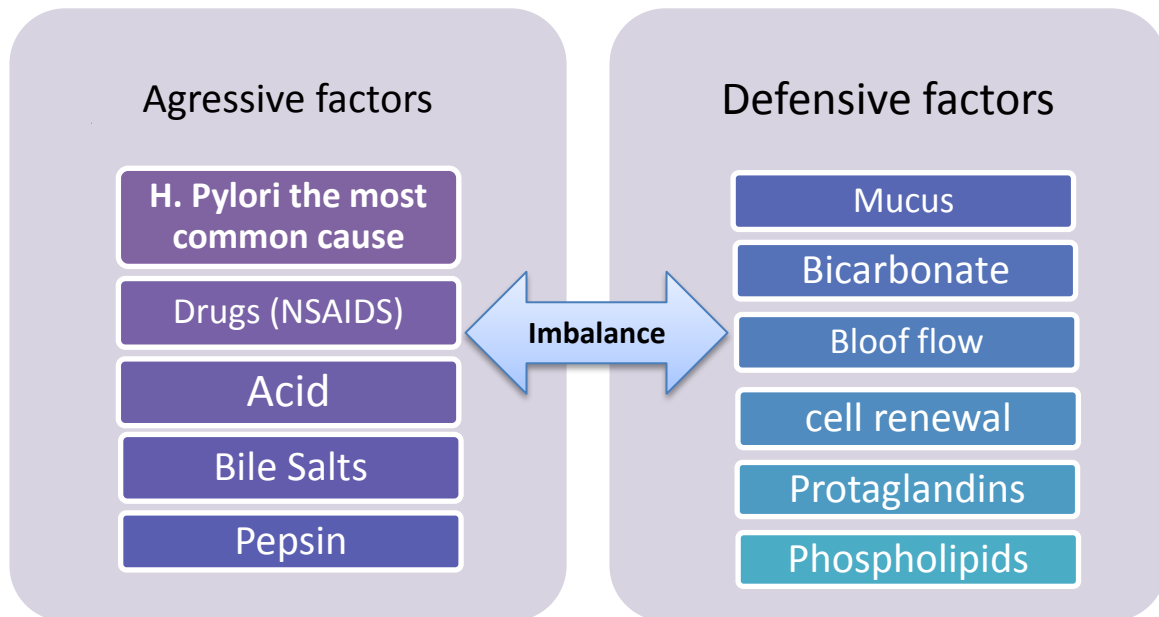 Agressive factors
H. Pylori the most
common cause
Drugs (NSAIDS)
Acid
Bile Salts
Pepsin
Imbalance
Defensive factors
Mucus
Bicarbonate
Bloof flow
cell renewal
Protaglandins
Phospholipids